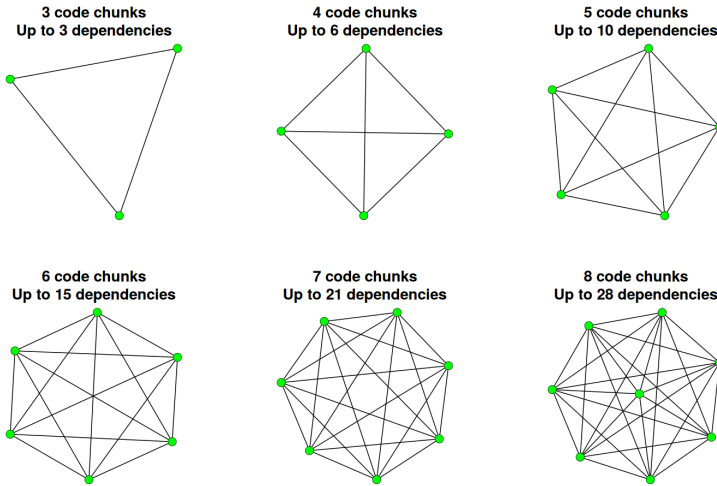 3 code chunks
Up to 3 dependencies
4 code chunks
Up to 6 dependencies
5 code chunks
Up to 10 dependencies
6 code chunks
Up to 15 dependencies
7 code chunks
Up to 21 dependencies
8 code chunks
Up to 28 dependencies